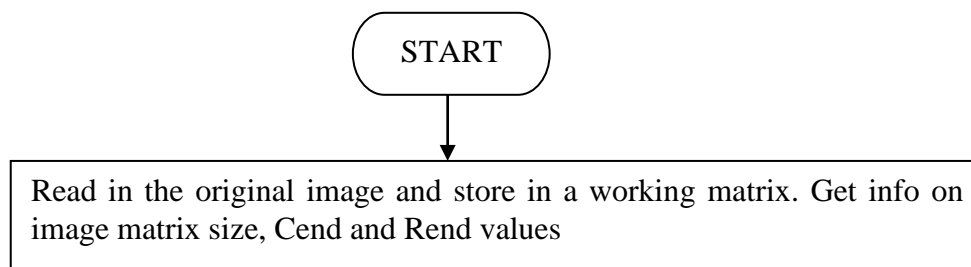 START
Read in the original image and store in a working matrix. Get info on
image matrix size, Cend and Rend values